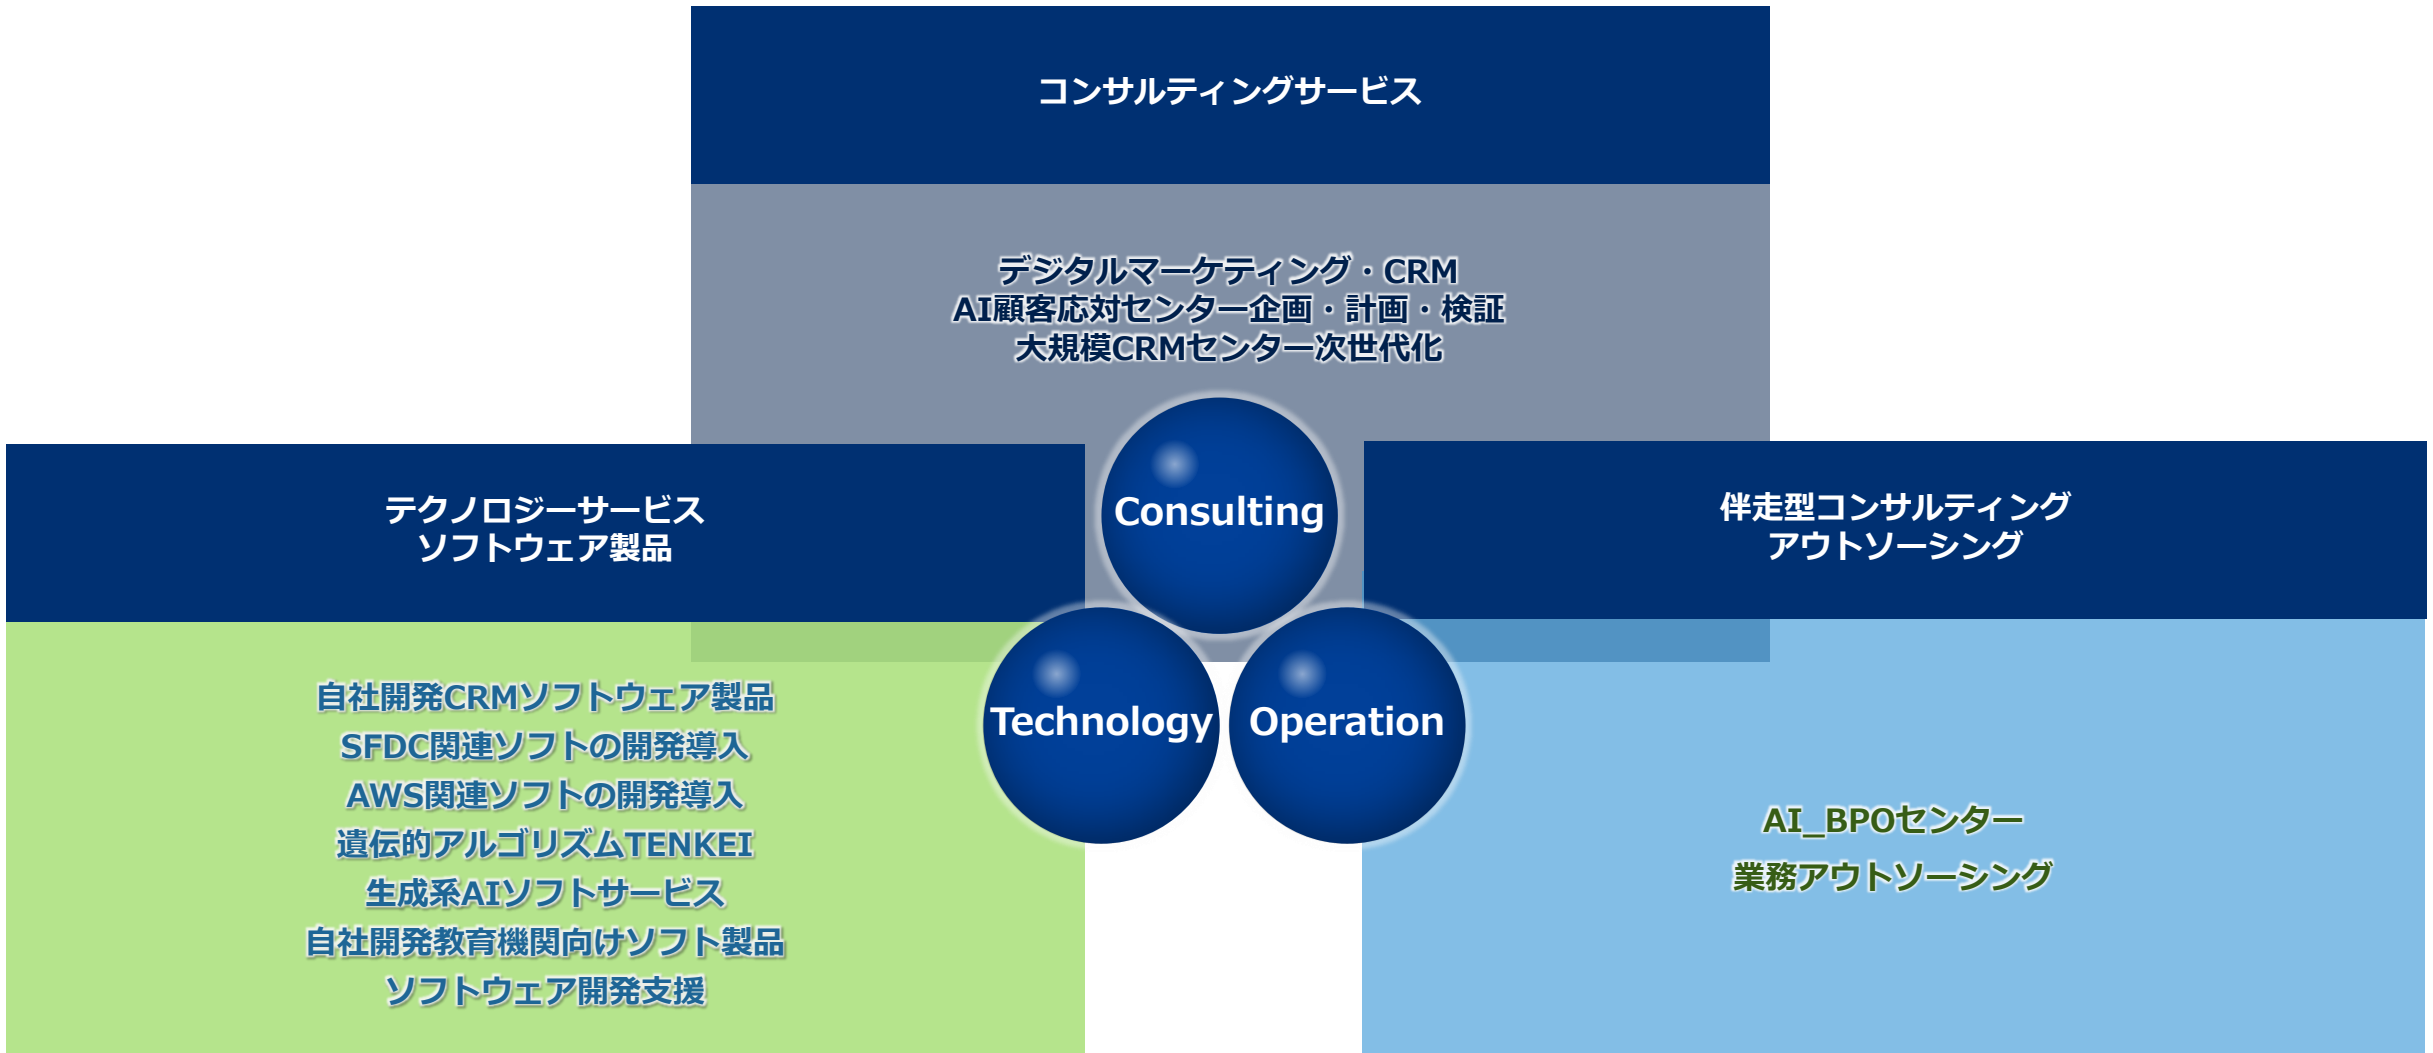 コンサルティングサービス
デジタルマーケティング・CRM
AI顧客応対センター企画・計画・検証
大規模CRMセンター次世代化
Consulting
テクノロジーサービス
ソフトウェア製品
自社開発CRMソフトウェア製品
SFDC関連ソフトの開発導入
AWS関連ソフトの開発導入
遺伝的アルゴリズムTENKEI
生成系AIソフトサービス
自社開発教育機関向けソフト製品
ソフトウェア開発支援
Technology
Operation
伴走型コンサルティング
アウトソーシング
AI_BPOセンター
業務アウトソーシング